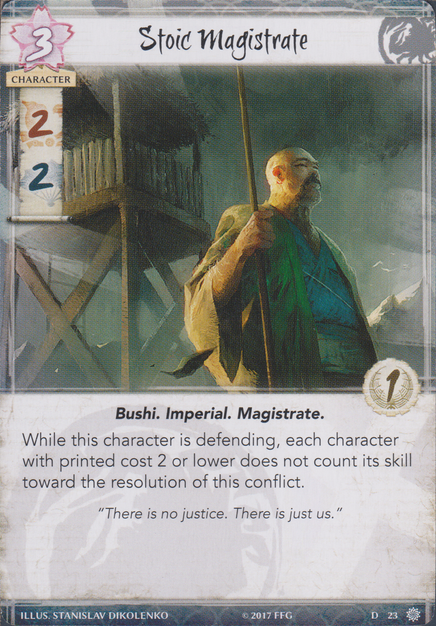 3
Stoic Magistrate
CHARACTER
2
2
1
Bushi. Imperial. Magistrate.
While this character is defending, each character
with printed cost 2 or lower does not count its skill
toward the resolution of this conflict.
“There is no justice. There is just us.”
ILLUS. STANISLAV DIKOLENKO
© 2017 FFG
D 23